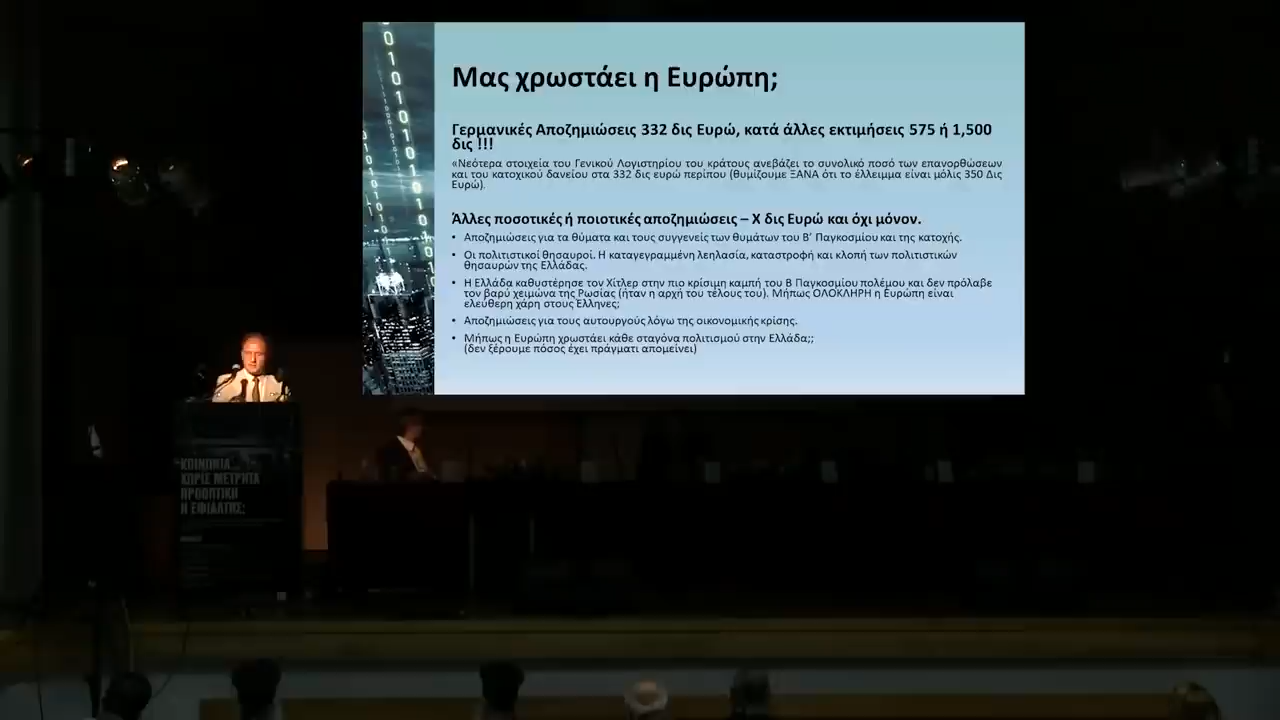 Μας χρωστάει η Ευρώπη;
Γερμανικές Αποζημιώσεις 332 δις Ευρώ, κατά άλλες εκτιμήσεις 575 ή 1,500
δις !!!
«Νεότερα στοιχεία του Γενικού Λογιστηρίου του κράτους ανεβάζει το συνολικό ποσό των επανορθώσεων
και του κατοχικού δανείου στα 332 δις ευρώ περίπου (θυμίζουμε ΞΑΝΑ ότι το έλλειμμα είναι μόλις 350 Δις
Ευρώ).
Άλλες ποσοτικές ή ποιοτικές αποζημιώσεις – Χ δις Ευρώ και όχι μόνον.
• Αποζημιώσεις για τα θύματα και τους συγγενείς των θυμάτων του Β’ Παγκοσμίου και της κατοχής.
• Οι πολιτιστικοί θησαυροί. Η καταγεγραμμένη λεηλασία, καταστροφή και κλοπή των πολιτιστικών
θησαυρών της Ελλάδας.
• Η Ελλάδα καθυστέρησε τον Χίτλερ στην πιο κρίσιμη καμπή του Β Παγκοσμίου πολέμου και δεν πρόλαβε
τον βαρύ χειμώνα της Ρωσίας (ήταν η αρχή του τέλους του). Μήπως ΟΛΟΚΛΗΡΗ η Ευρώπη είναι
ελεύθερη χάρη στους Έλληνες;
• Αποζημιώσεις για τους αυτουργούς λόγω της οικονομικής κρίσης.
• Μήπως η Ευρώπη χρωστάει κάθε σταγόνα πολιτισμού στην Ελλάδα;;
(δεν ξέρουμε πόσος έχει πράγματι απομείνει)
ΚΟΙΝΩΝΙΑ
ΧΩΡΙΣ ΜΕΤΡΗΤΑ
ΠΡΟΟΠΤΙΚΗ
Η ΕΦΙΑΛΤΗΣ;